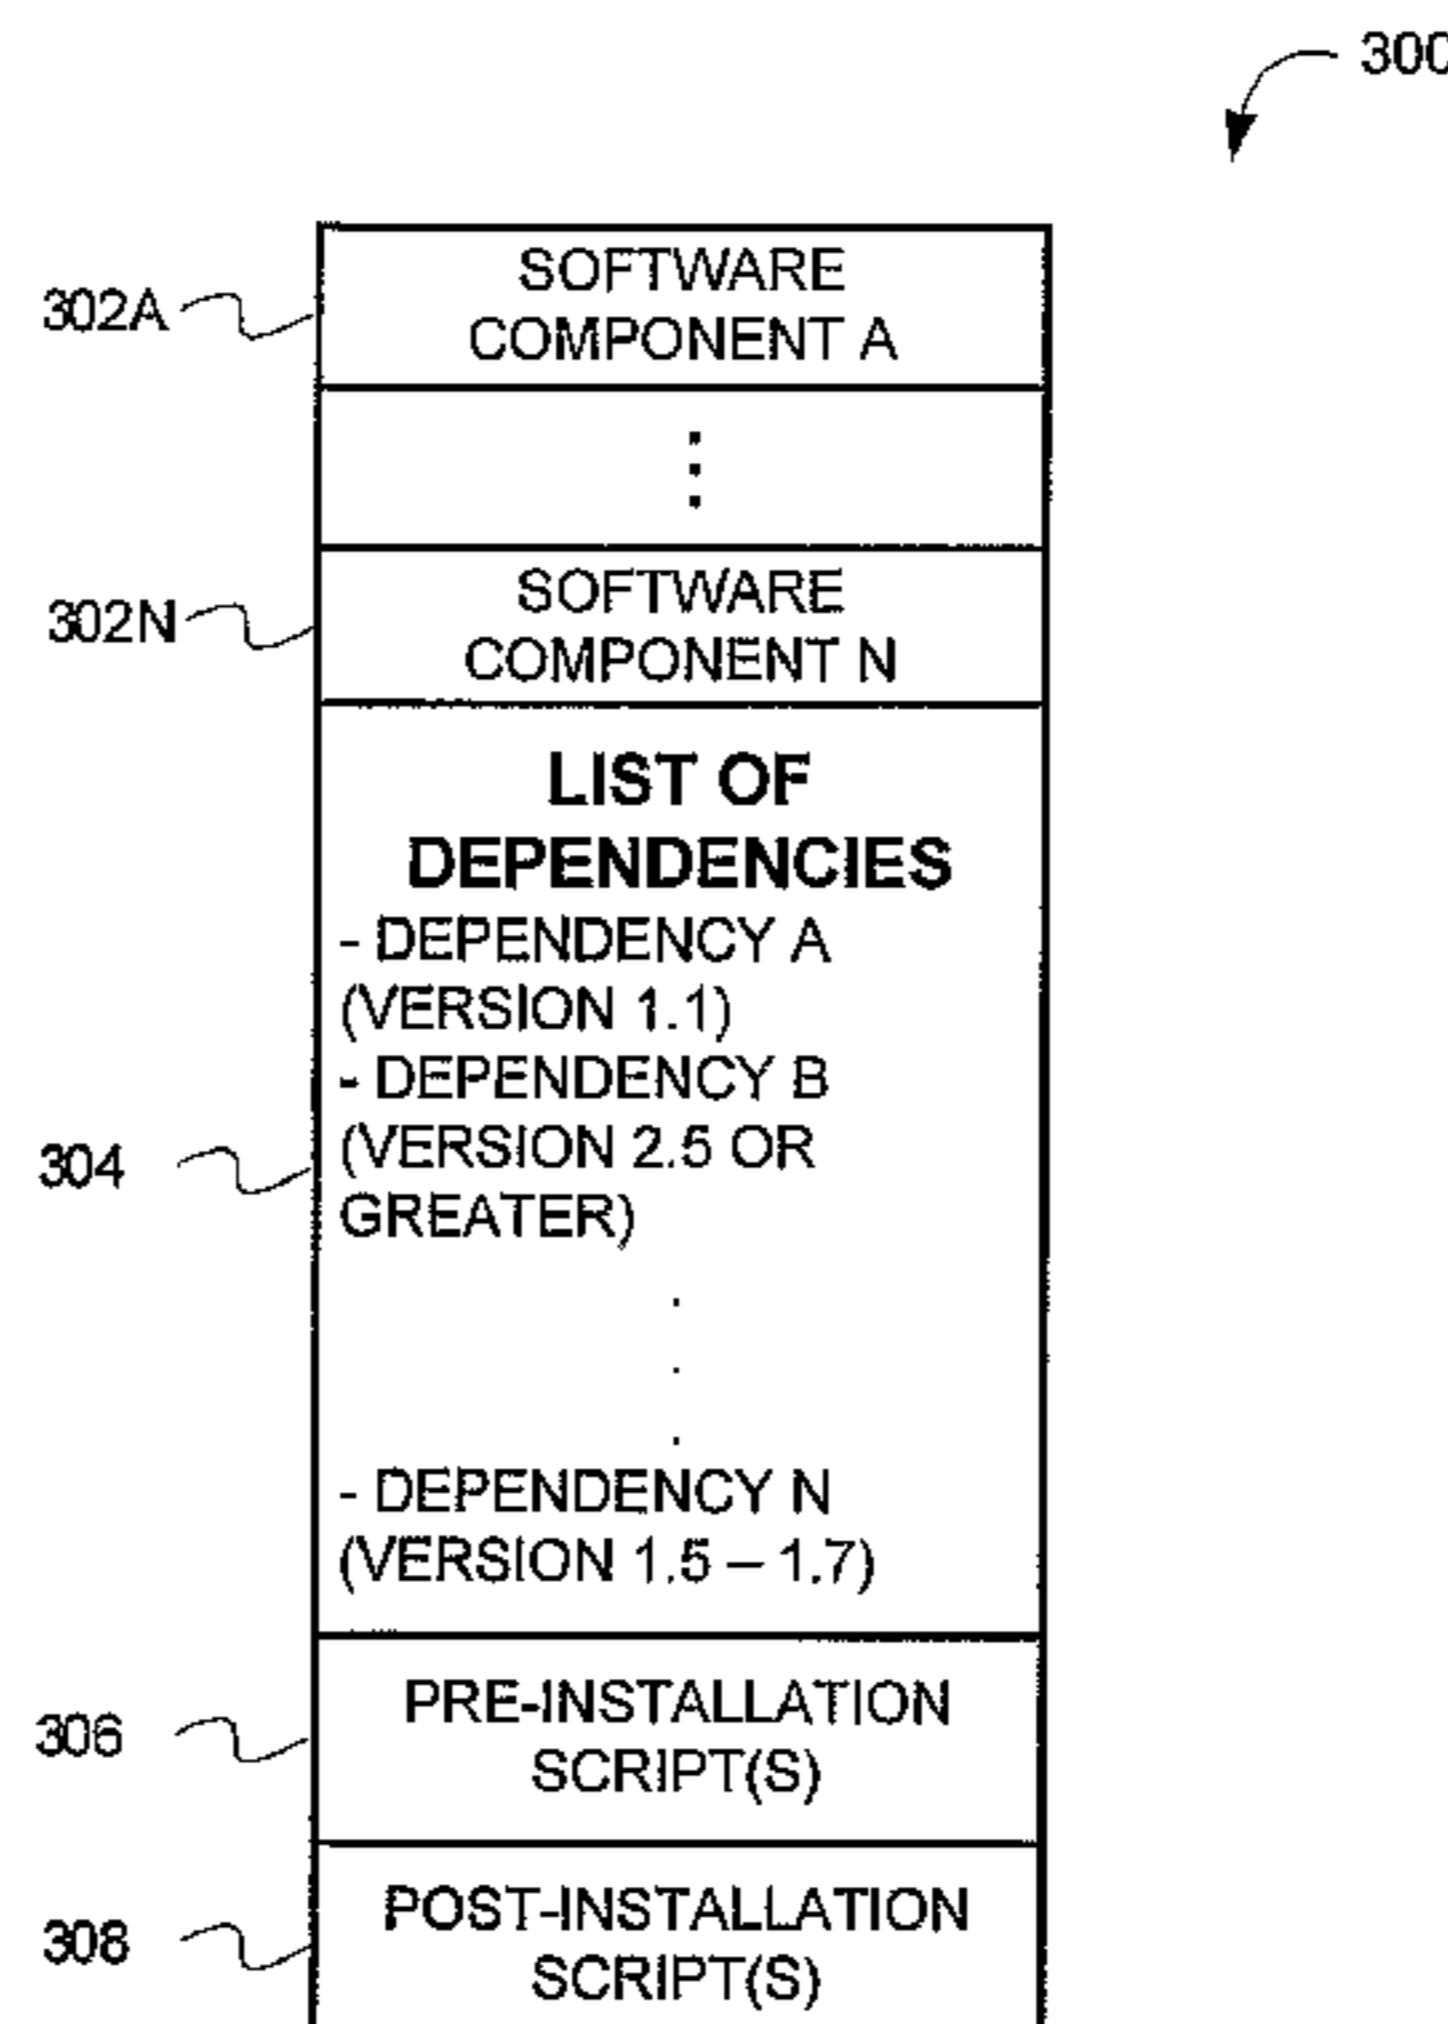 300
SOFTWARE
COMPONENT A
302A
302N
SOFTWARE
COMPONENT N
LIST OF
DEPENDENCIES
- DEPENDENCY A
(VERSION 1.1)
- DEPENDENCY B
(VERSION 2.5 OR
GREATER)
304
.
.
.
- DEPENDENCY N
(VERSION 1.5 – 1.7)
PRE-INSTALLATION
SCRIPT(S)
306
POST-INSTALLATION
SCRIPT(S)
308